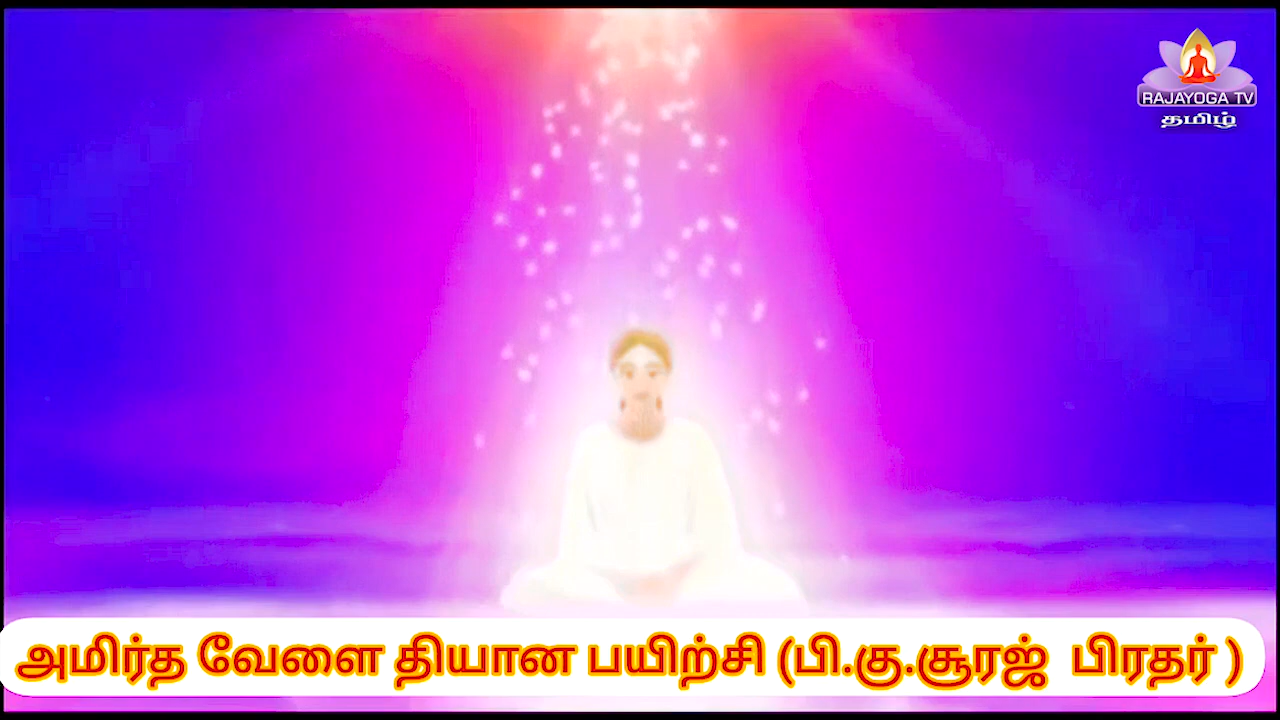 RAJAYOGA TV
தமிழ்
அமிர்த வேளை தியான பயிற்சி (பி.கு.சூரஜ் பிரதர் )